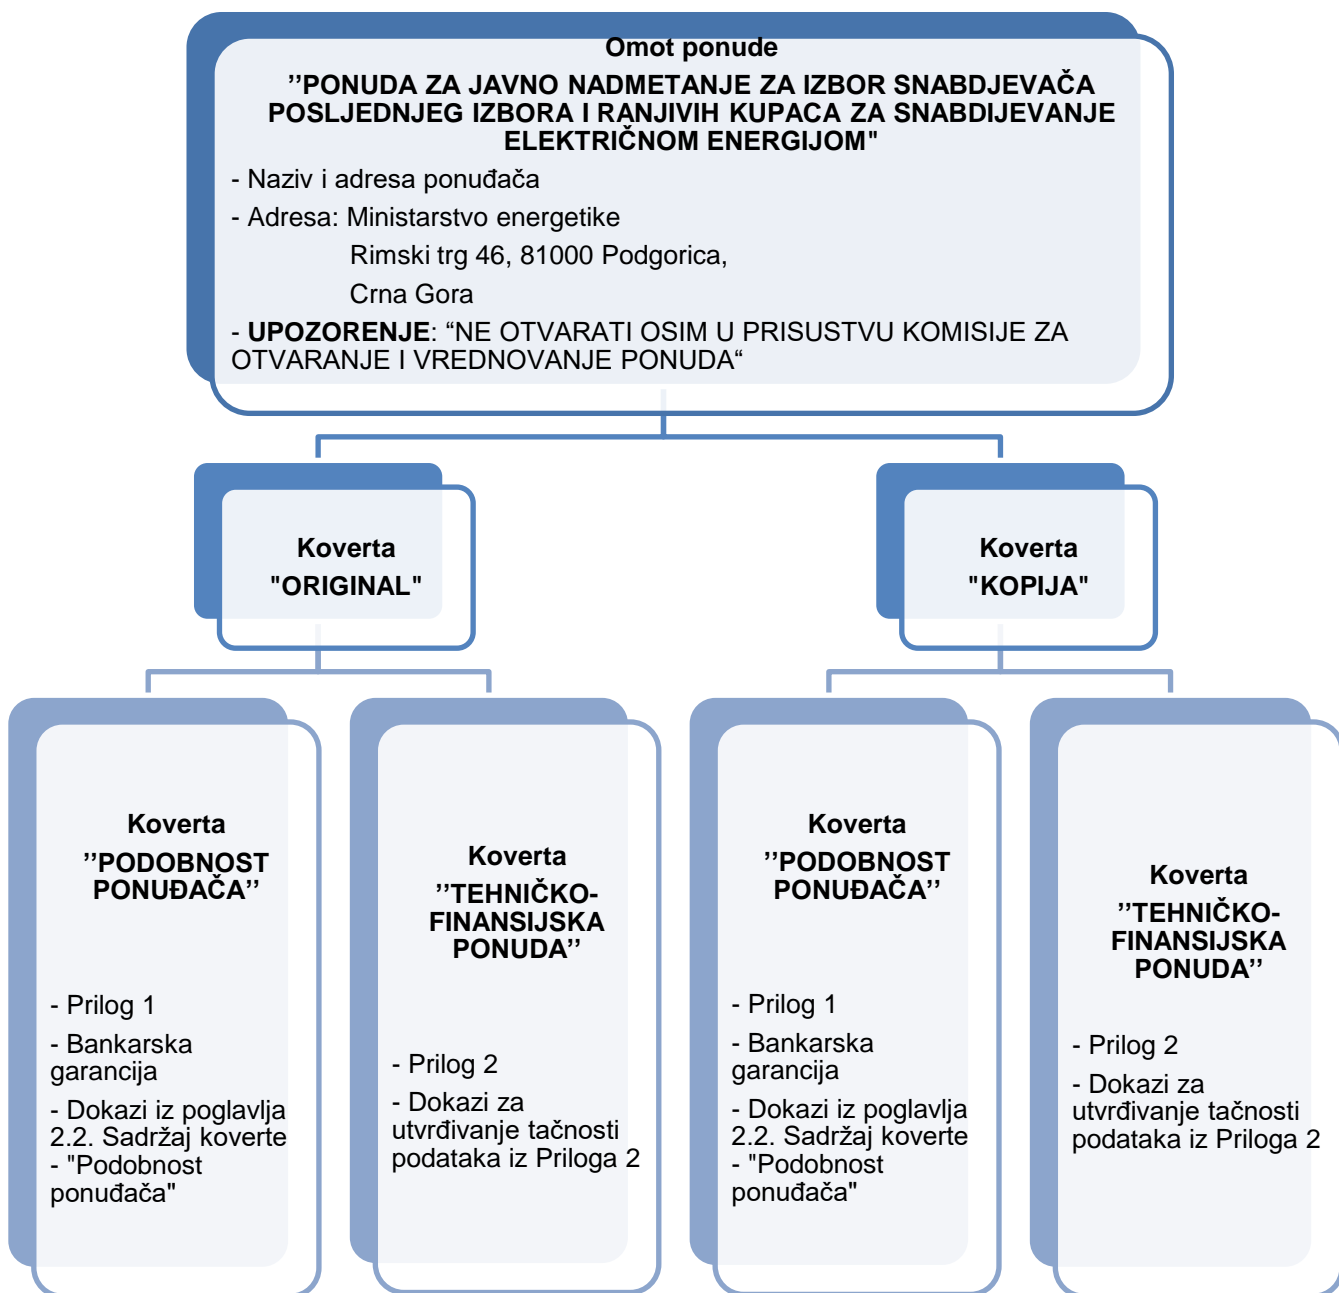 Omot ponude
’’PONUDA ZA JAVNO NADMETANJE ZA IZBOR SNABDJEVAČA
POSLJEDNJEG IZBORA I RANJIVIH KUPACA ZA SNABDIJEVANJE
ELEKTRIČNOM ENERGIJOM"
- Naziv i adresa ponuđača
- Adresa: Ministarstvo energetike
Rimski trg 46, 81000 Podgorica,
Crna Gora
- UPOZORENJE: “NE OTVARATI OSIM U PRISUSTVU KOMISIJE ZA
OTVARANJE I VREDNOVANJE PONUDA“
Koverta
"ORIGINAL"
Koverta
"KOPIJA"
Koverta
’’PODOBNOST
PONUĐAČA’’
- Prilog 1
- Bankarska
garancija
- Dokazi iz poglavlja
2.2. Sadržaj koverte
- "Podobnost
ponuđača"
Koverta
’’TEHNIČKO-
FINANSIJSKA
PONUDA’’
- Prilog 2
- Dokazi za
utvrđivanje tačnosti
podataka iz Priloga 2
Koverta
’’PODOBNOST
PONUĐAČA’’
- Prilog 1
- Bankarska
garancija
- Dokazi iz poglavlja
2.2. Sadržaj koverte
- "Podobnost
ponuđača"
Koverta
’’TEHNIČKO-
FINANSIJSKA
PONUDA’’
- Prilog 2
- Dokazi za
utvrđivanje tačnosti
podataka iz Priloga 2